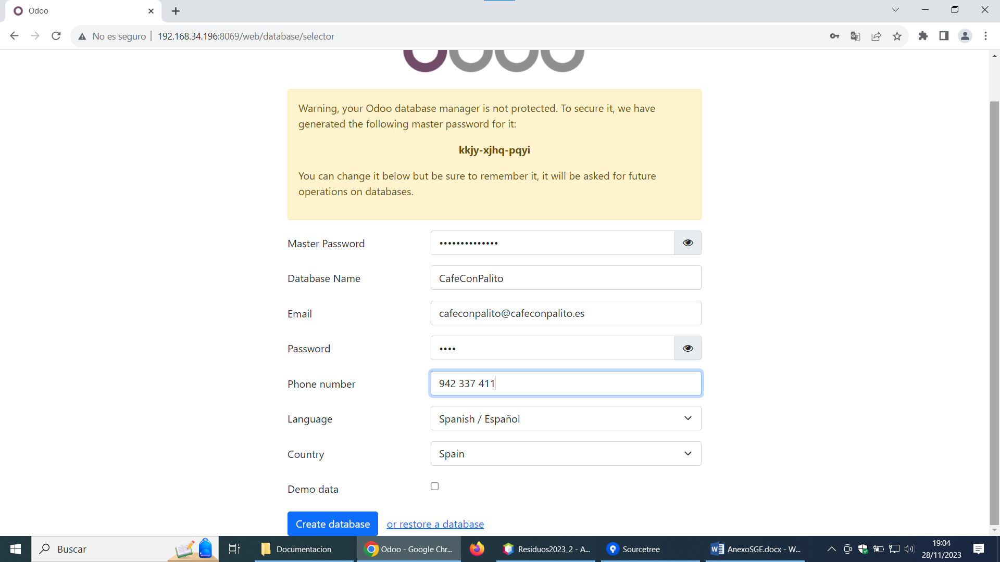 Odoo
No es seguro
192.168.34.196:8069/web/database/selector
Warning, your Odoo database manager is not protected. To secure it, we have
generated the following master password for it:
kkjy-xjhq-pqyi
You can change it below but be sure to remember it, it will be asked for future
operations on databases.
Master Password
••••••••••••••
Database Name
CafeConPalito
Email
cafeconpalito@cafeconpalito.es
Password
••••
Phone number
942 337 411
Language
Spanish / Español
Country
Spain
Demo data
Create database
or restore a database
Buscar
Documentacion
Odoo - Google Chr...
Residuos2023_2 - A...
Sourcetree
AnexoSGE.docx - W...
19:04
28/11/2023